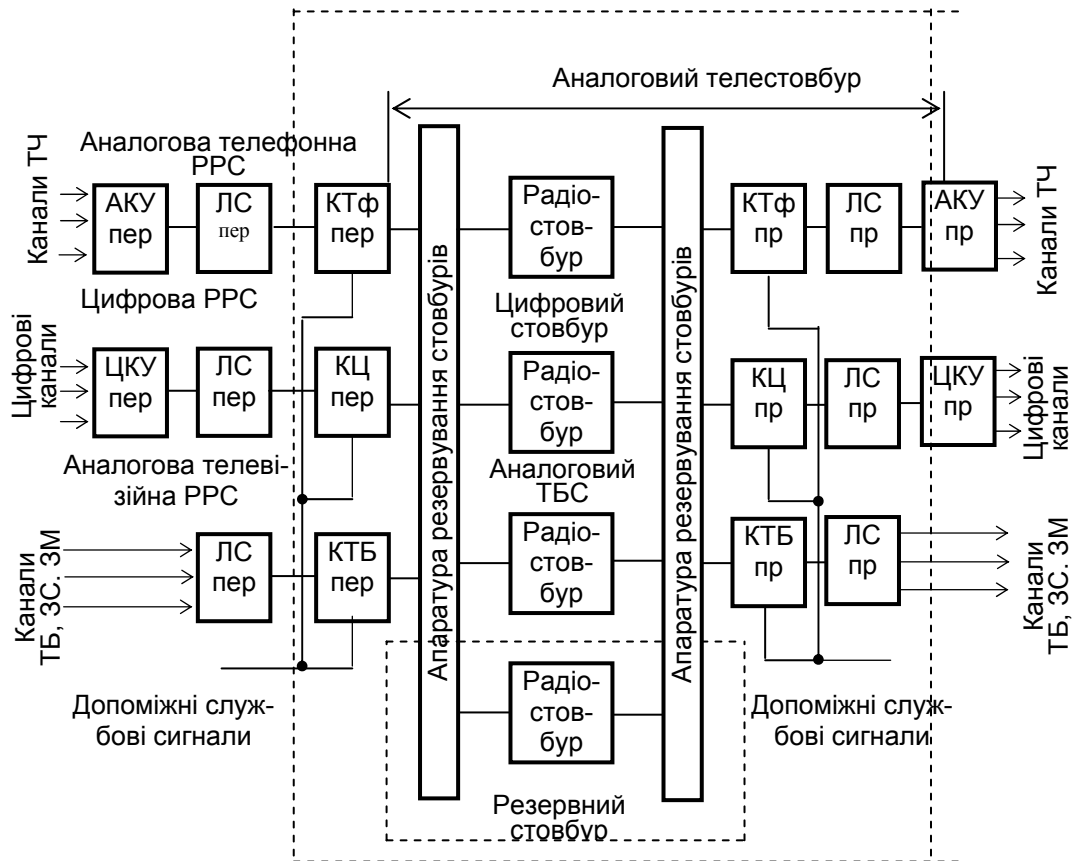 Аналоговий телестовбур
Аналогова телефонна
РРС
Канали ТЧ
АКУ
пер
ЛС
пер
КТф
пер
Апаратура резервування стовбурів
Радіо-
стов-
бур
Апаратура резервування стовбурів
КТф
пр
ЛС
пр
АКУ
пр
Канали ТЧ
Цифрова РРС
Цифровий
стовбур
Цифрові
канали
ЦКУ
пер
ЛС
пер
КЦ
пер
Радіо-
стов-
бур
КЦ
пр
ЛС
пр
ЦКУ
пр
Цифрові
канали
Аналогова телеві-
зійна РРС
Аналоговий
ТБС
Канали
ТБ, ЗС. ЗМ
ЛС
пер
КТБ
пер
Радіо-
стов-
бур
КТБ
пр
ЛС
пр
Канали
ТБ, ЗС, ЗМ
Допоміжні служ-
бові сигнали
Радіо-
стов-
бур
Допоміжні служ-
бові сигнали
Резервний
стовбур